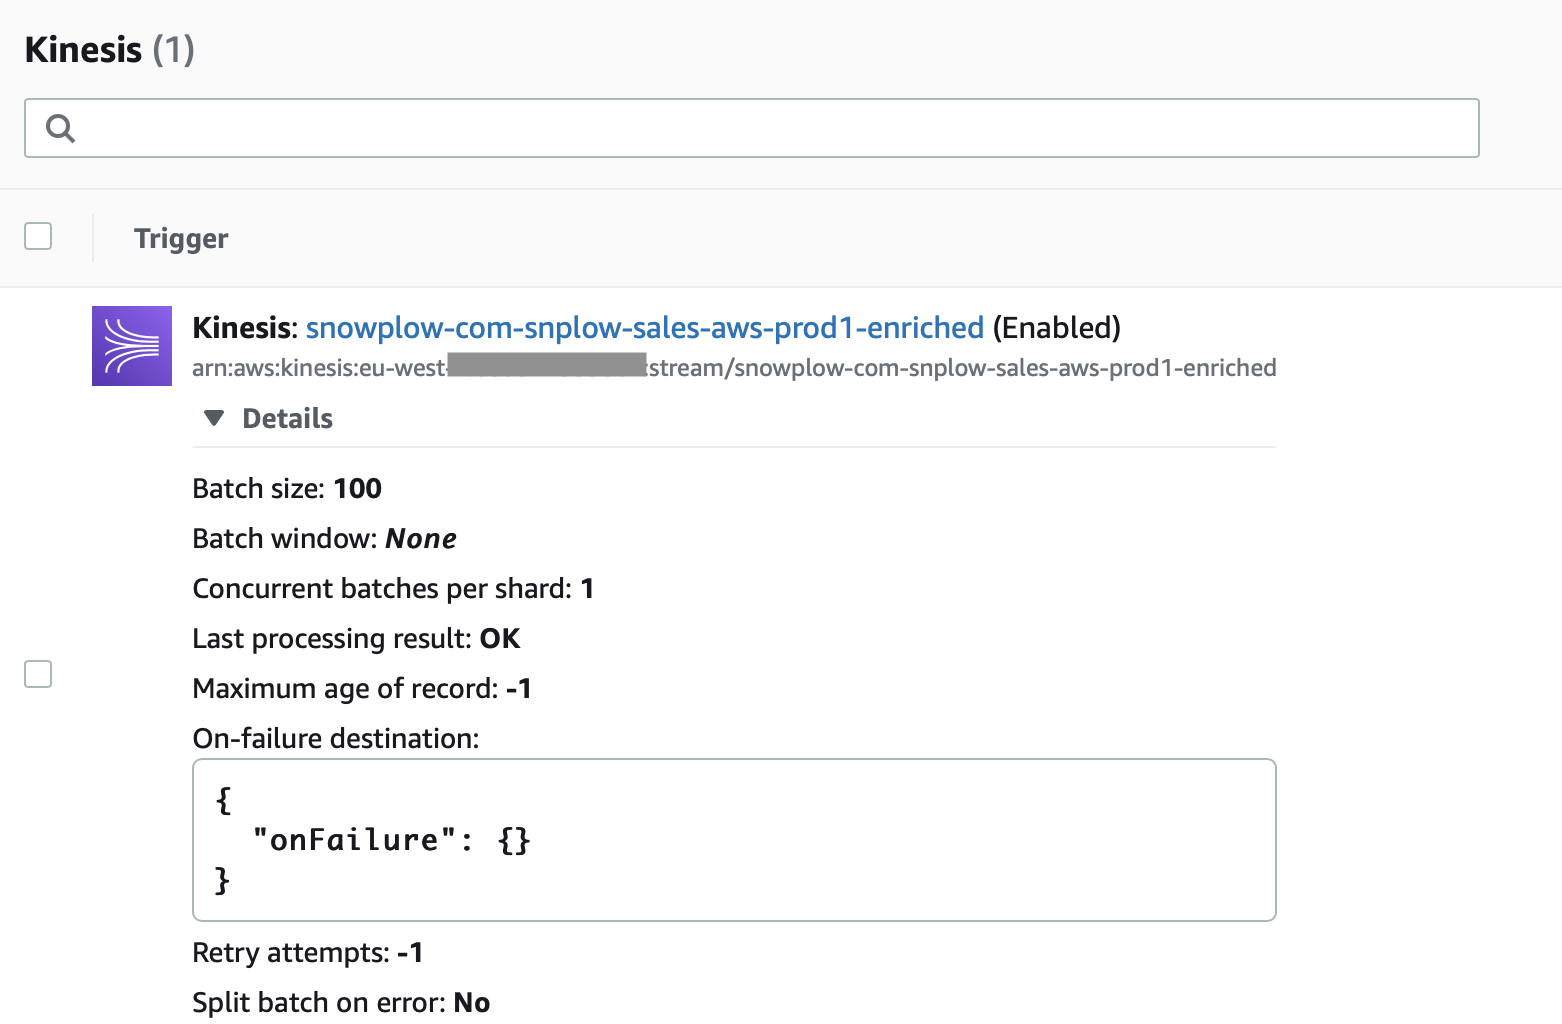 Kinesis (1)
Trigger
Kinesis: snowplow-com-snplow-sales-aws-prod1-enriched (Enabled)
arn:aws:kinesis:eu-west- :stream/snowplow-com-snplow-sales-aws-prod1-enriched
▼ Details
Batch size: 100
Batch window: None
Concurrent batches per shard: 1
Last processing result: OK
Maximum age of record: -1
On-failure destination:
{
  "onFailure": {}
}
Retry attempts: -1
Split batch on error: No